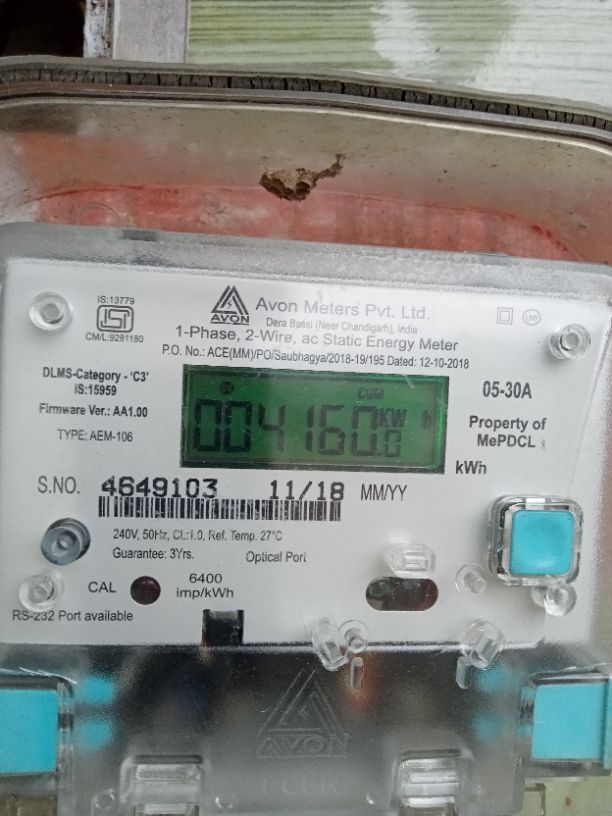 IS:13779
ISI
CM/L:9281180
AVON
Avon Meters Pvt. Ltd.
Dera Bassi (Near Chandigarh), India
UW
1-Phase, 2-Wire, ac Static Energy Meter
P.O. No.: ACE(MM)/PO/Saubhagya/2018-19/195 Dated: 12-10-2018
DLMS-Category - 'C3'
IS:15959
Firmware Ver.: AA1.00
TYPE: AEM-106
CUM
004160.0 KW h
05-30A
Property of
MePDCL
kWh
S.NO. 4649103 11/18 MM/YY
240V, 50Hz, CL:1.0, Ref. Temp. 27°C
Guarantee: 3Yrs.
Optical Port
CAL
6400
imp/kWh
RS-232 Port available
AVON